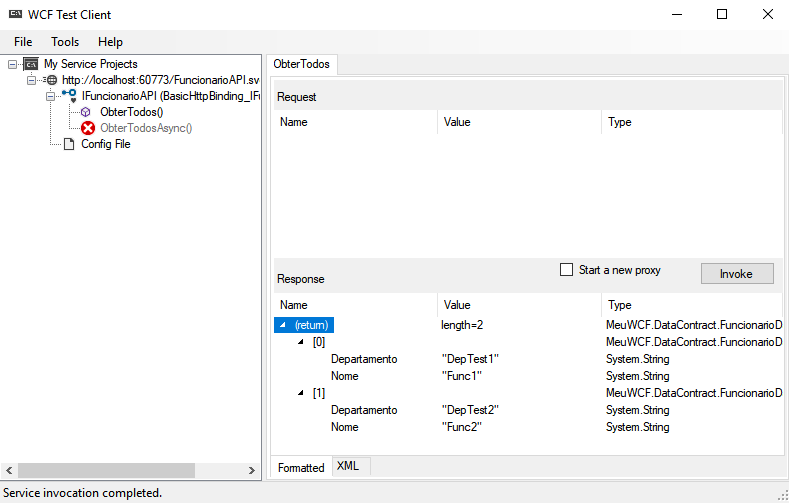 WCF Test Client
File Tools Help
My Service Projects
http://localhost:60773/FuncionarioAPI.sv
IFuncionarioAPI (BasicHttpBinding_IFu
ObterTodos()
ObterTodosAsync()
Config File
ObterTodos
Request
Name Value Type
Start a new proxy Invoke
Response
Name Value Type
(return) length=2 MeuWCF.DataContract.FuncionarioD
[0] MeuWCF.DataContract.FuncionarioD
Departamento "DepTest1" System.String
Nome "Func1" System.String
[1] MeuWCF.DataContract.FuncionarioD
Departamento "DepTest2" System.String
Nome "Func2" System.String
Formatted XML
Service invocation completed.